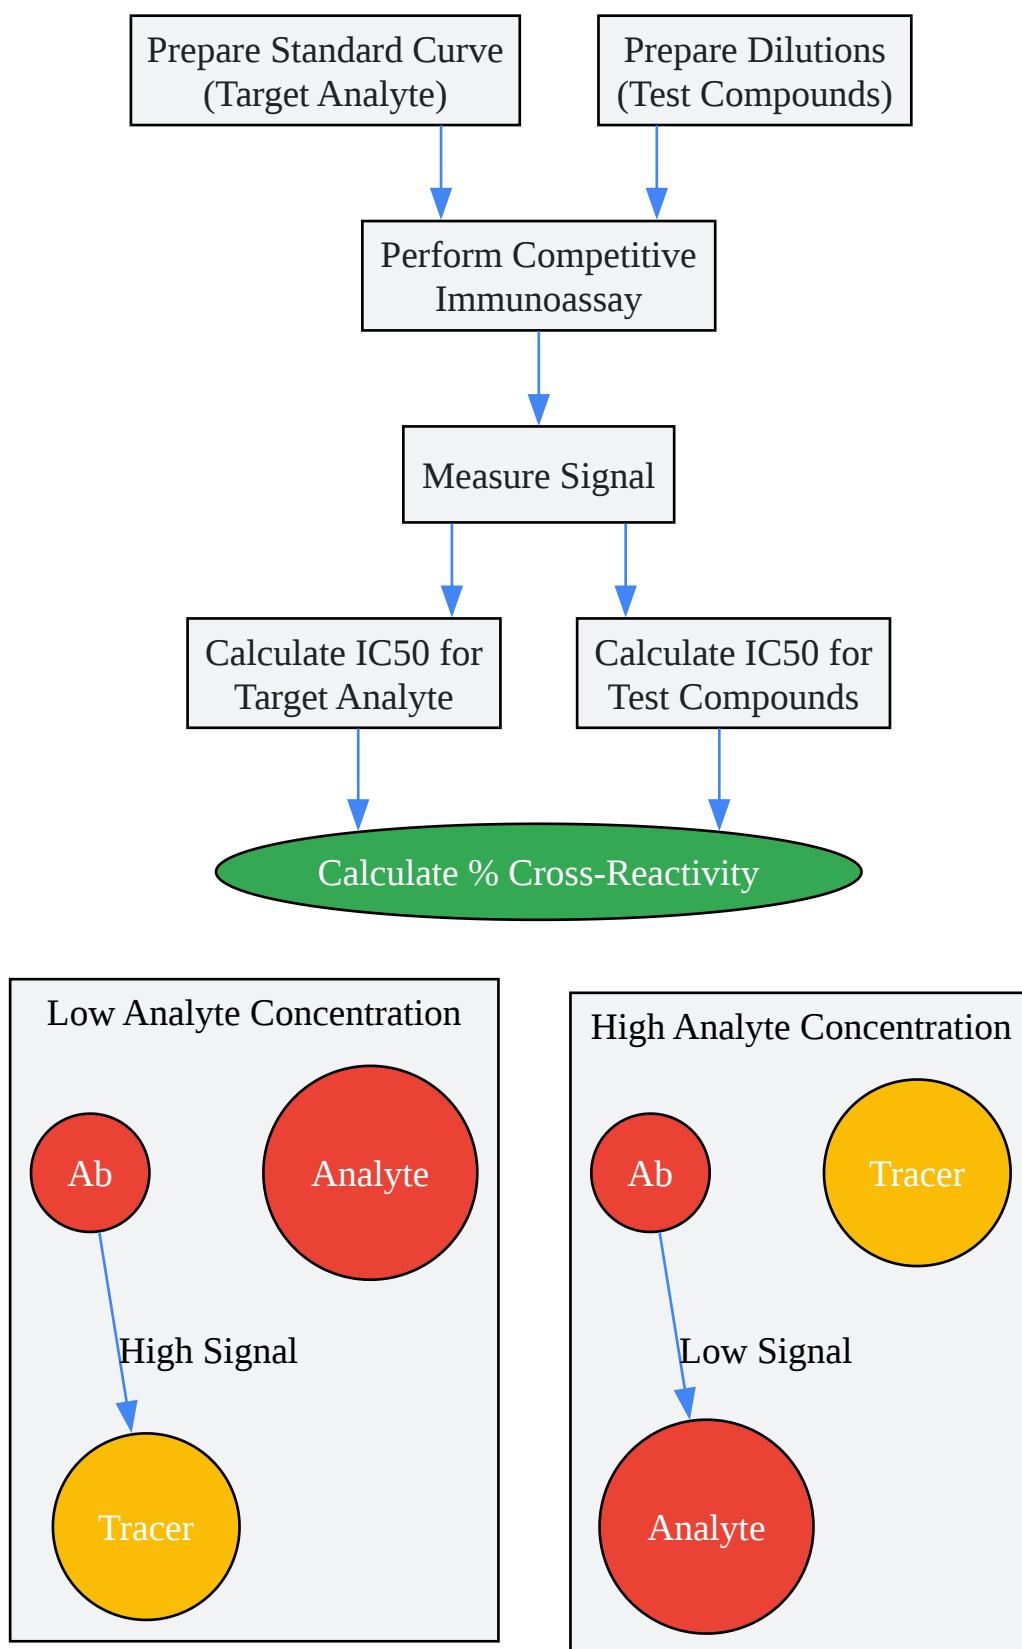 Prepare Standard Curve
(Target Analyte)
Prepare Dilutions
(Test Compounds)
Perform Competitive
Immunoassay
Measure Signal
Calculate IC50 for
Target Analyte
Calculate IC50 for
Test Compounds
Calculate % Cross-Reactivity
Low Analyte Concentration
Ab
Analyte
High Signal
Tracer
High Analyte Concentration
Ab
Tracer
Low Signal
Analyte